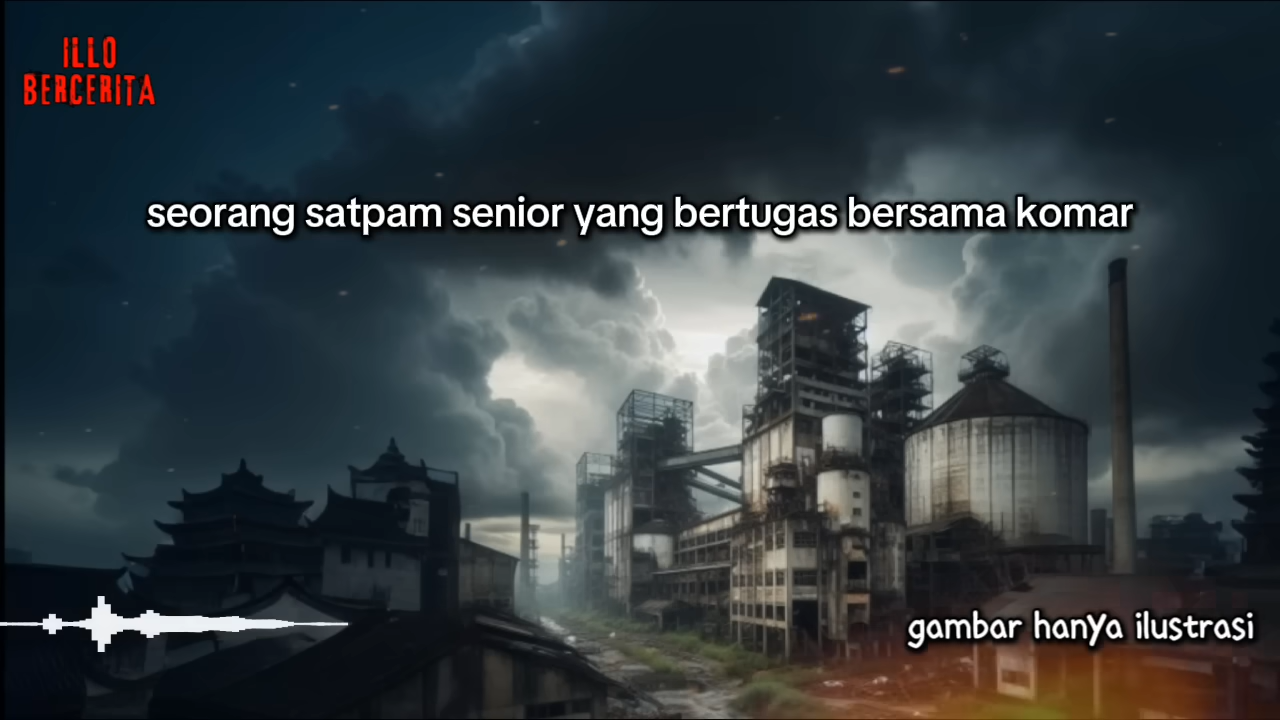 ILLO
BERCERITA
seorang satpam senior yang bertugas bersama komar
gambar hanya ilustrasi